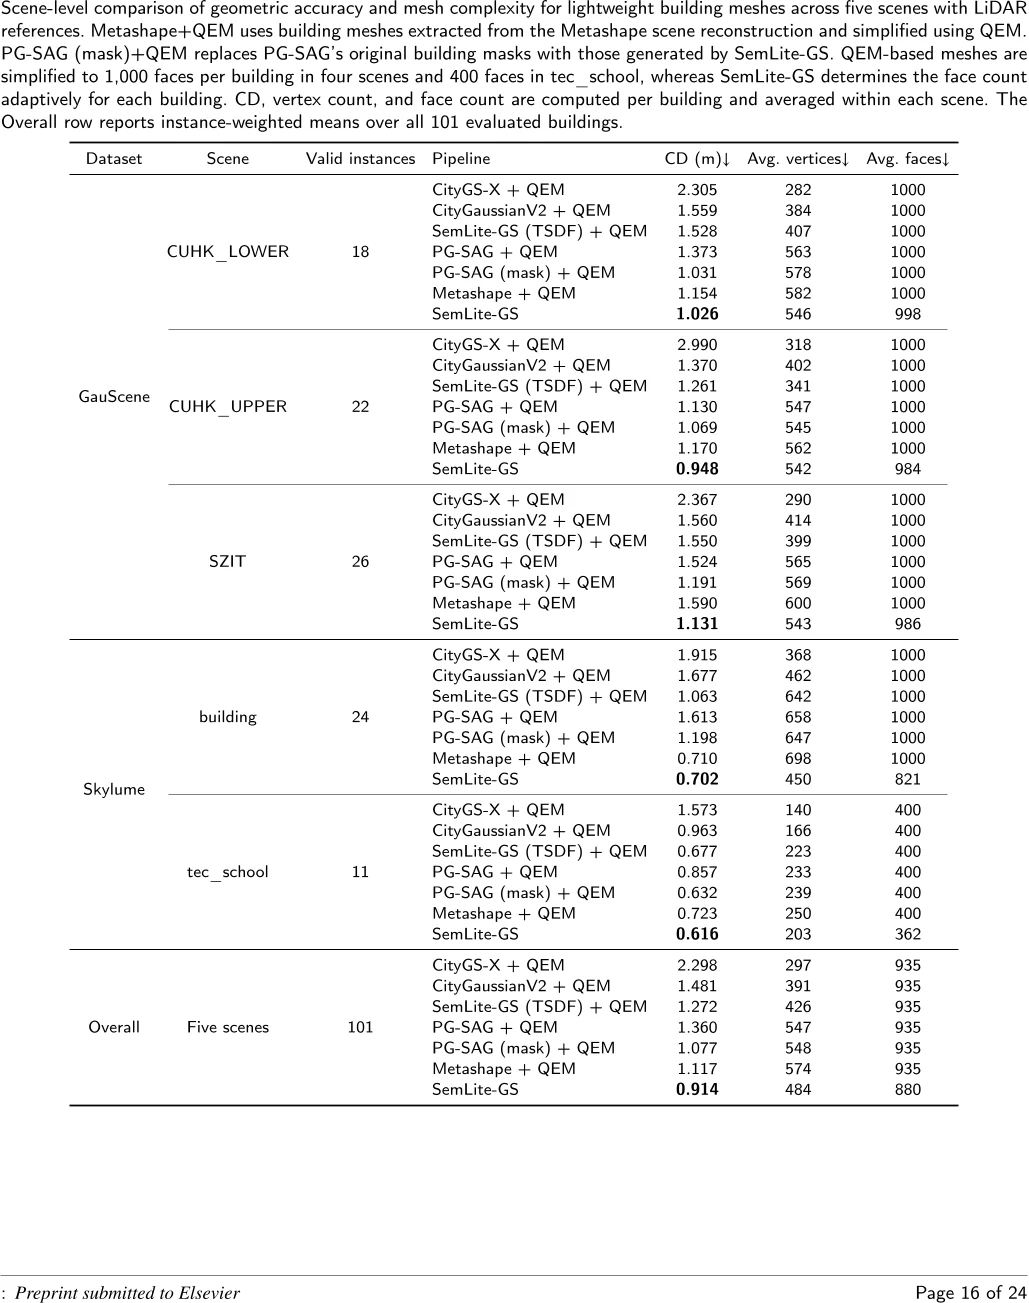 Scene-level comparison of geometric accuracy and mesh complexity for lightweight building meshes across five scenes with LiDAR
references. Metashape+QEM uses building meshes extracted from the Metashape scene reconstruction and simplified using QEM.
PG-SAG (mask)+QEM replaces PG-SAG's original building masks with those generated by SemLite-GS. QEM-based meshes are
simplified to 1,000 faces per building in four scenes and 400 faces in tec_school, whereas SemLite-GS determines the face count
adaptively for each building. CD, vertex count, and face count are computed per building and averaged within each scene. The
Overall row reports instance-weighted means over all 101 evaluated buildings.
Dataset Scene Valid instances Pipeline CD (m)↓ Avg. vertices↓ Avg. faces↓
CityGS-X + QEM 2.305 282 1000
CityGaussianV2 + QEM 1.559 384 1000
SemLite-GS (TSDF) + QEM 1.528 407 1000
CUHK_LOWER 18 PG-SAG + QEM 1.373 563 1000
PG-SAG (mask) + QEM 1.031 578 1000
Metashape + QEM 1.154 582 1000
SemLite-GS 1.026 546 998
CityGS-X + QEM 2.990 318 1000
CityGaussianV2 + QEM 1.370 402 1000
SemLite-GS (TSDF) + QEM 1.261 341 1000
GauScene
CUHK_UPPER 22 PG-SAG + QEM 1.130 547 1000
PG-SAG (mask) + QEM 1.069 545 1000
Metashape + QEM 1.170 562 1000
SemLite-GS 0.948 542 984
CityGS-X + QEM 2.367 290 1000
CityGaussianV2 + QEM 1.560 414 1000
SemLite-GS (TSDF) + QEM 1.550 399 1000
SZIT 26 PG-SAG + QEM 1.524 565 1000
PG-SAG (mask) + QEM 1.191 569 1000
Metashape + QEM 1.590 600 1000
SemLite-GS 1.131 543 986
CityGS-X + QEM 1.915 368 1000
CityGaussianV2 + QEM 1.677 462 1000
SemLite-GS (TSDF) + QEM 1.063 642 1000
building 24 PG-SAG + QEM 1.613 658 1000
PG-SAG (mask) + QEM 1.198 647 1000
Metashape + QEM 0.710 698 1000
SemLite-GS 0.702 450 821
Skylume
CityGS-X + QEM 1.573 140 400
CityGaussianV2 + QEM 0.963 166 400
SemLite-GS (TSDF) + QEM 0.677 223 400
tec_school 11 PG-SAG + QEM 0.857 233 400
PG-SAG (mask) + QEM 0.632 239 400
Metashape + QEM 0.723 250 400
SemLite-GS 0.616 203 362
CityGS-X + QEM 2.298 297 935
CityGaussianV2 + QEM 1.481 391 935
SemLite-GS (TSDF) + QEM 1.272 426 935
Overall Five scenes 101 PG-SAG + QEM 1.360 547 935
PG-SAG (mask) + QEM 1.077 548 935
Metashape + QEM 1.117 574 935
SemLite-GS 0.914 484 880
: Preprint submitted to Elsevier Page 16 of 24